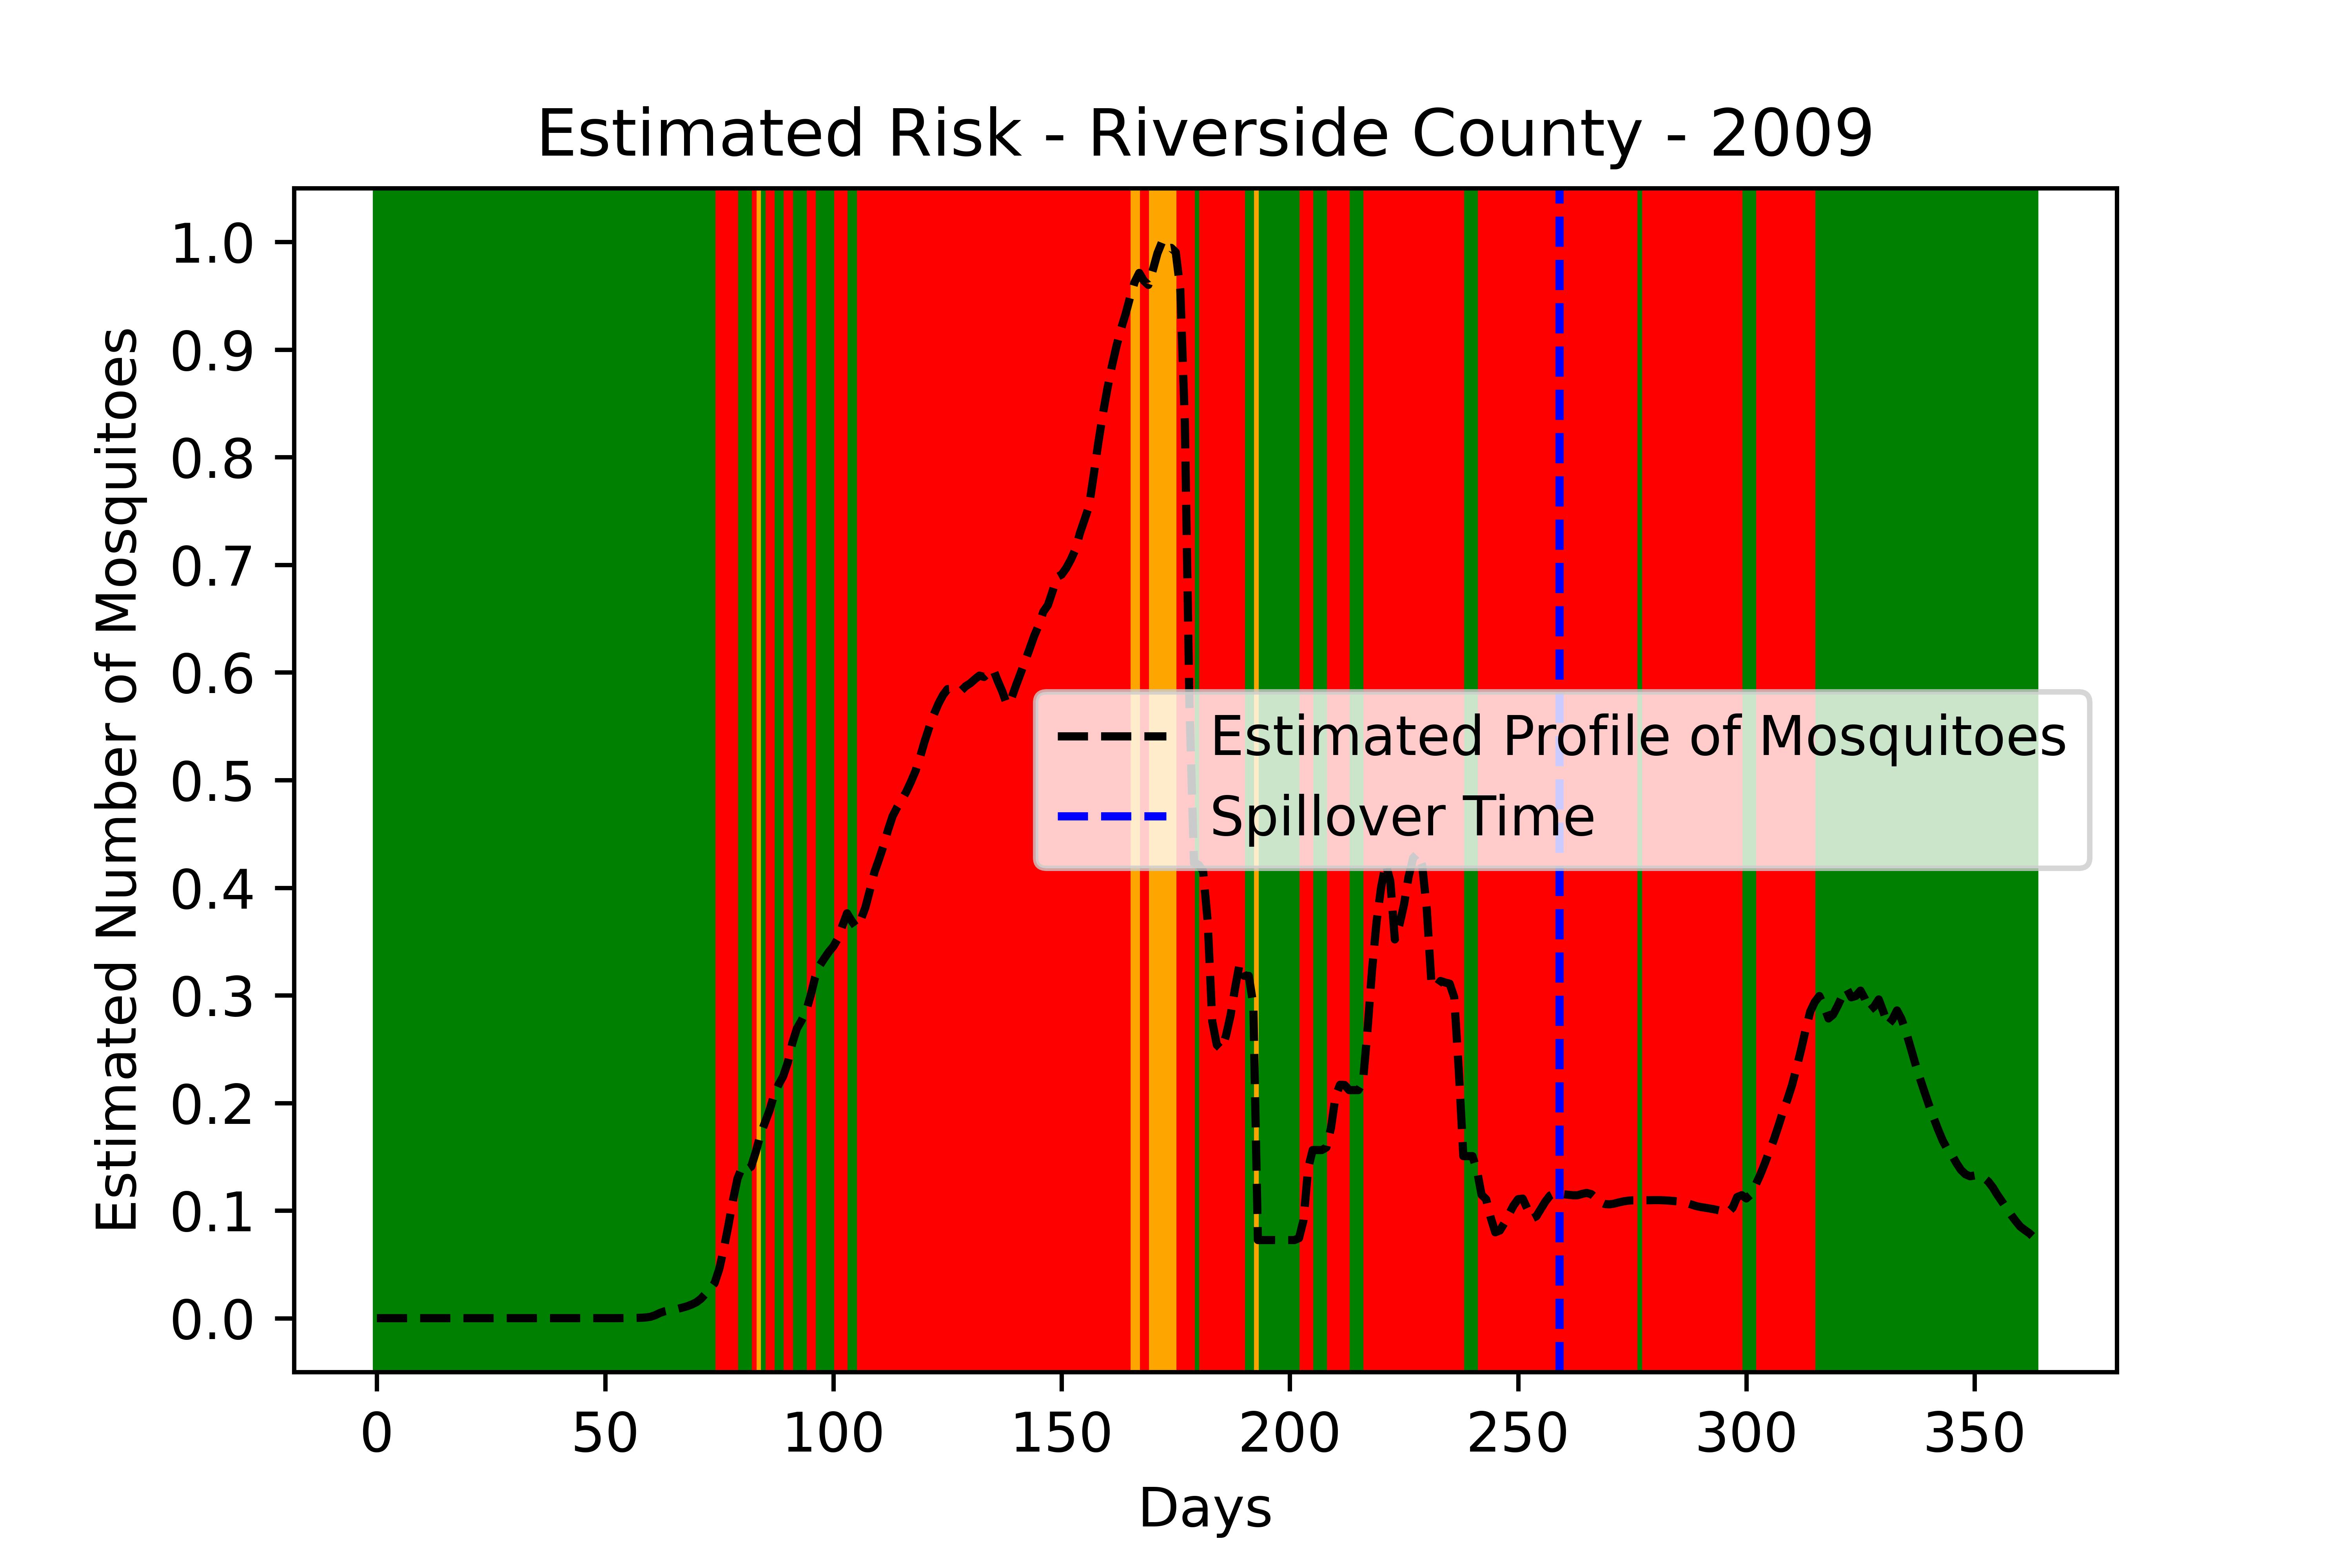 Estimated Risk - Riverside County - 2009
Estimated Number of Mosquitoes
1.0
0.9
0.8
0.7
0.6
0.5
0.4
0.3
0.2
0.1
0.0
Estimated Profile of Mosquitoes
Spillover Time
0 50 100 150 200 250 300 350
Days